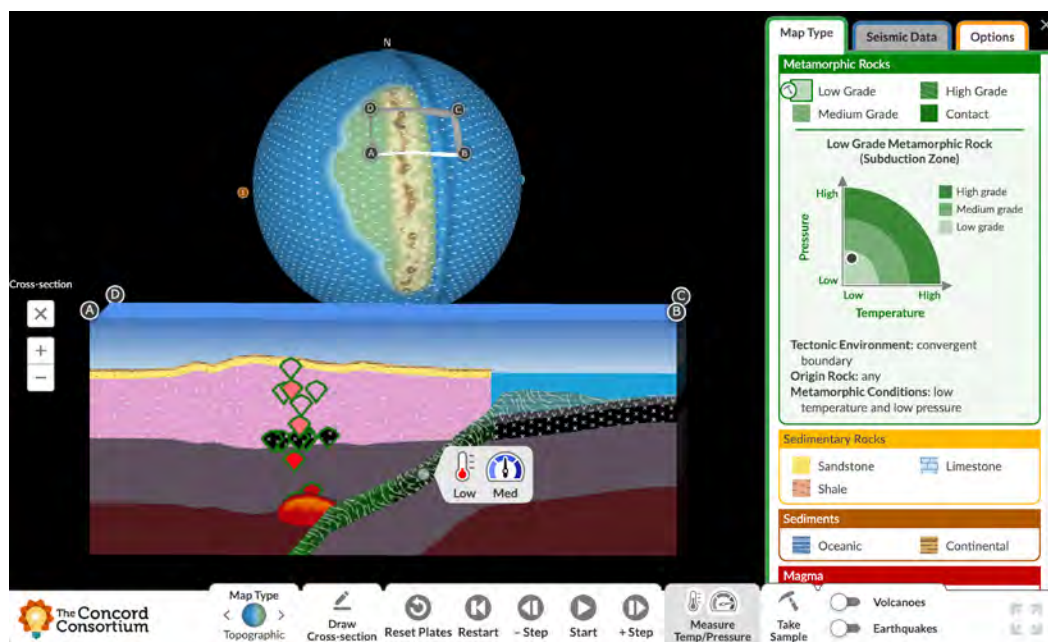 N
D
C
A
B
Cross-section
D
A
C
B
×
+
−
Low
Med
Map Type
Seismic Data
Options
×
Metamorphic Rocks
Low Grade
High Grade
Medium Grade
Contact
Low Grade Metamorphic Rock
(Subduction Zone)
High
Pressure
Low
Low
High
Temperature
High grade
Medium grade
Low grade
Tectonic Environment: convergent
boundary
Origin Rock: any
Metamorphic Conditions: low
temperature and low pressure
Sedimentary Rocks
Sandstone
Limestone
Shale
Sediments
Oceanic
Continental
Magma
The Concord
Consortium
Map Type
Topographic
Draw
Cross-section
Reset Plates
Restart
– Step
Start
+ Step
Measure
Temp/Pressure
Take
Sample
Volcanoes
Earthquakes